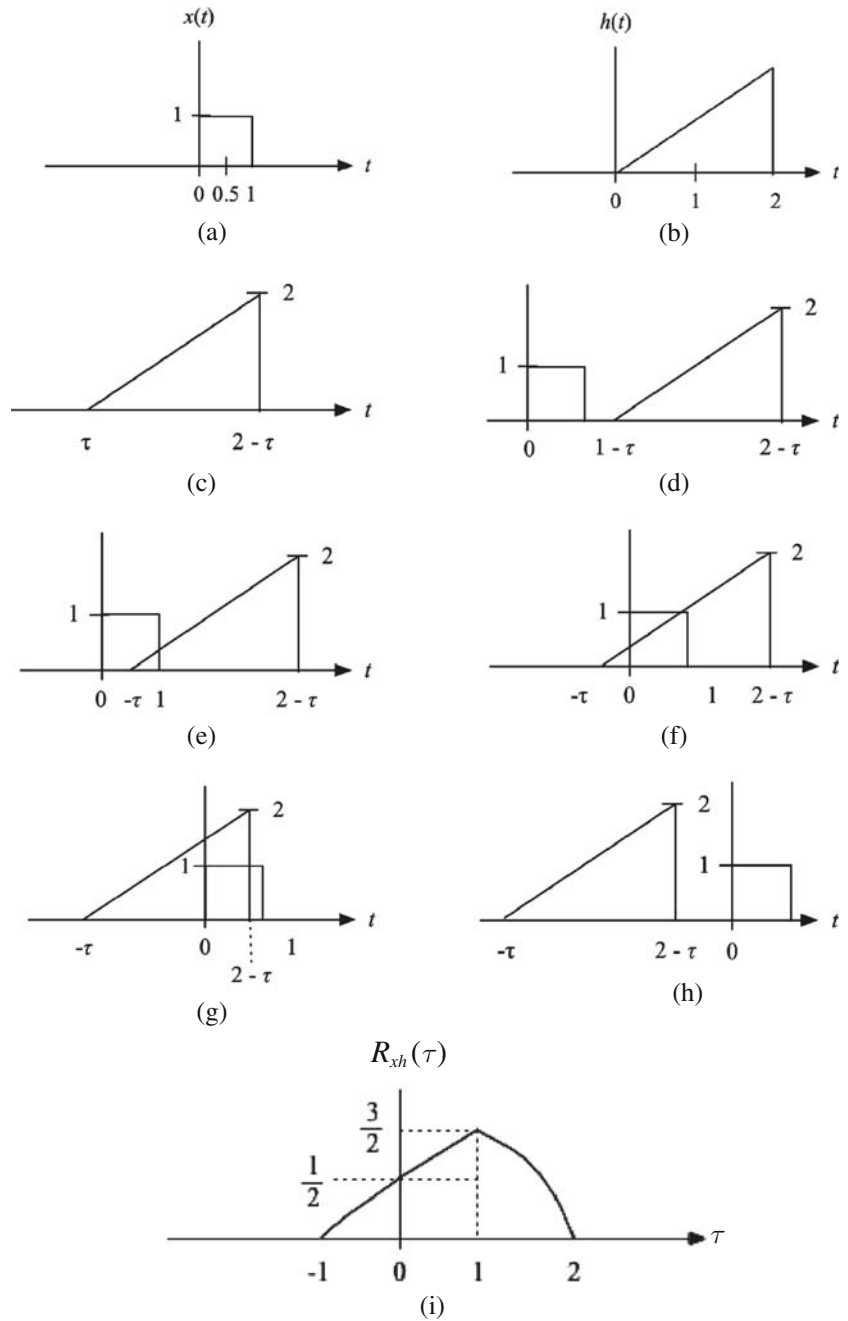 x(t)
h(t)
1
t
0 0.5 1
(a)
t
0 1 2
(b)
2
t
τ 2 - τ
(c)
2
1
t
0 1 - τ 2 - τ
(d)
2
1
t
0 -τ 1 2 - τ
(e)
2
1
t
-τ 0 1 2 - τ
(f)
2
1
t
-τ 0 1
2 - τ
(g)
2
1
t
-τ 2 - τ 0
(h)
R_{xh}(τ)
3/2
1/2
τ
-1 0 1 2
(i)